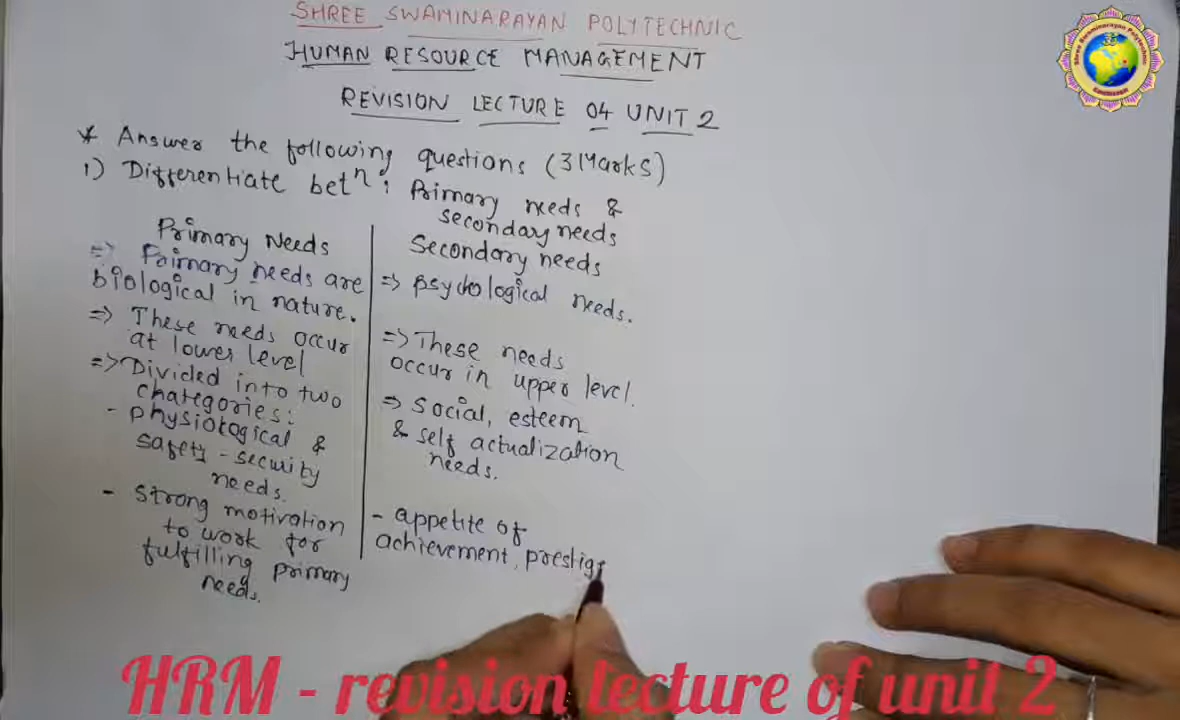 SHREE SWAMINARAYAN POLYTECHNIC
HUMAN RESOURCE MANAGEMENT
REVISION LECTURE 04 UNIT 2
* Answer the following questions (3 Marks)
1) Differentiate betn : Primary needs &
secondary needs
Primary Needs
=> Primary needs are
biological in nature.
=> These needs occur
at lower level
=> Divided into two
chategories:
- physiological &
safety - security
needs.
- Strong motivation
to work for
fulfilling primary
needs.
Secondary needs
=> psychological needs.
=> These needs
occur in upper level.
=> Social, esteem
& self actualization
needs.
- appetite of
achievement, prestige
HRM - revision lecture of unit 2
Shree Swaminarayan Polytechnic